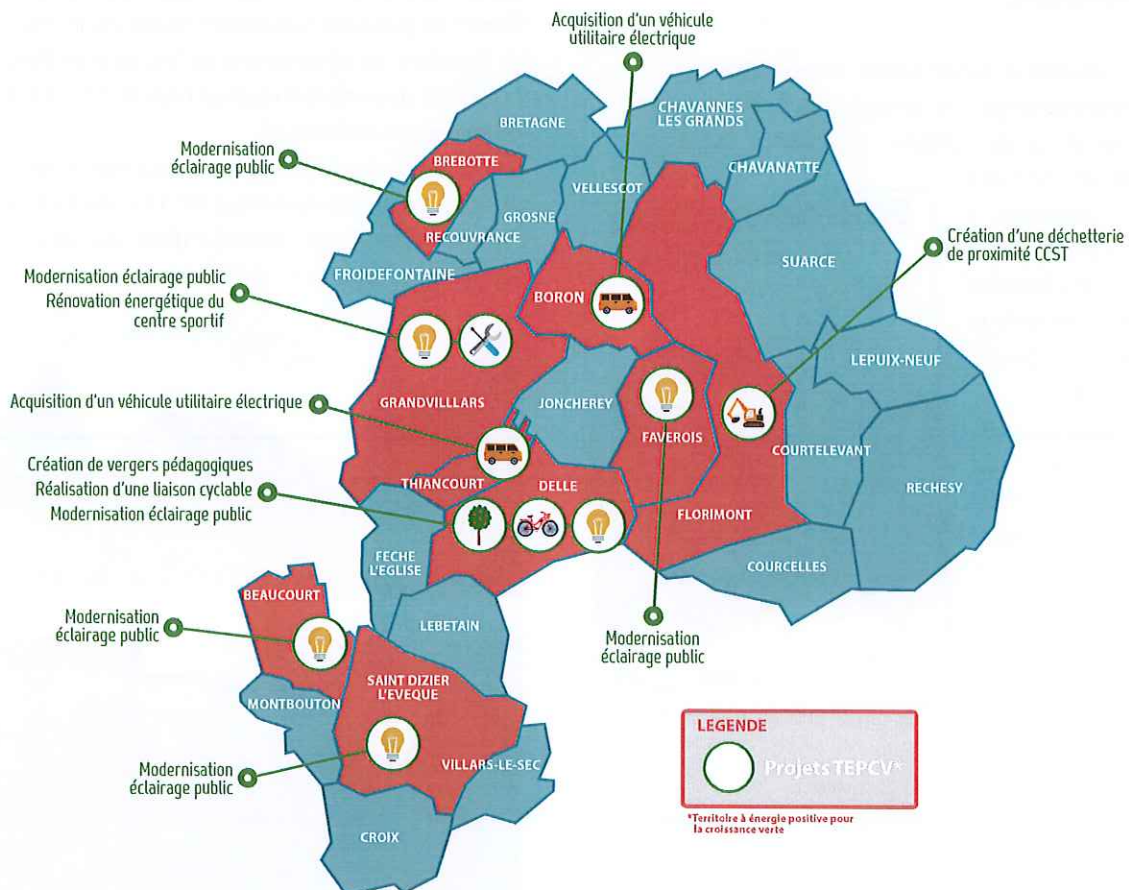 Acquisition d'un véhicule
utilitaire électrique
BRETAGNE
CHAVANNES
LES GRANDS
Modernisation
éclairage public
BREBOTTE
CHAVANATTE
VELLESCOT
GROSNE
RECOUVRANCE
Création d'une déchetterie
de proximité CCST
SUARCE
FROIDEFONTAINE
Modernisation éclairage public
Rénovation énergétique du
centre sportif
BORON
LEPUIX-NEUF
GRANDVILLLARS
JONCHEREY
Acquisition d'un véhicule utilitaire électrique
FAVEROIS
COURTELEVANT
RECHESY
Création de vergers pédagogiques
Réalisation d'une liaison cyclable
Modernisation éclairage public
THIANCOURT
DELLE
FLORIMONT
FECHE
L'EGLISE
COURCELLES
BEAUCOURT
Modernisation
éclairage public
LEBETAIN
Modernisation
éclairage public
SAINT DIZIER
L'EVEQUE
MONTBOUTON
Modernisation
éclairage public
VILLARS-LE-SEC
CROIX
LEGENDE
Projets TEPCV*
*Territoire à énergie positive pour
la croissance verte